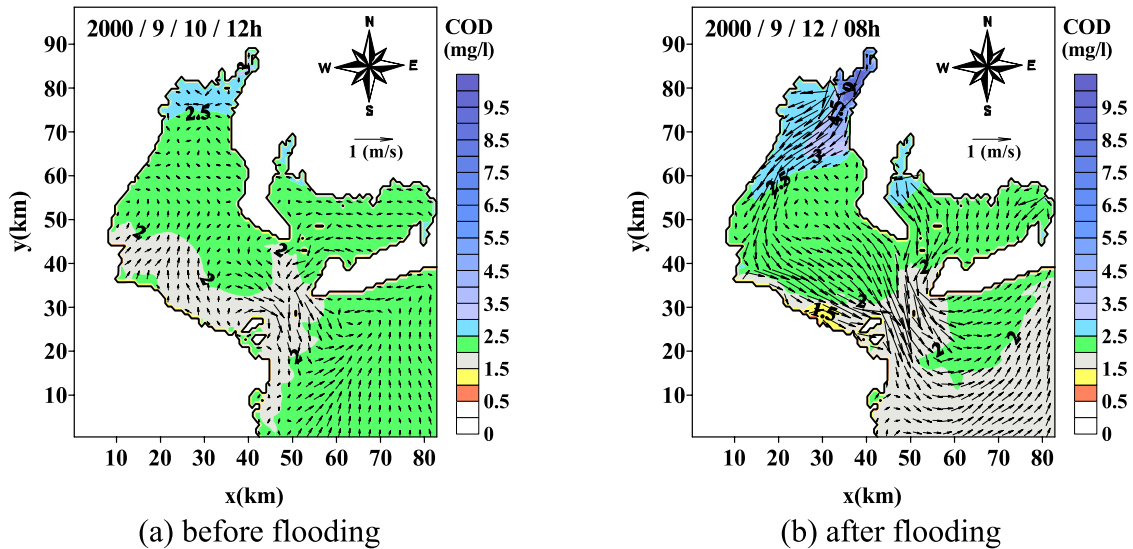 2000 / 9 / 10 / 12h
N
W
E
S
1 (m/s)
COD
(mg/l)
9.5
8.5
7.5
6.5
5.5
4.5
3.5
2.5
1.5
0.5
0
90
80
70
60
50
40
30
20
10
y(km)
10 20 30 40 50 60 70 80
x(km)
3
2.5
2
2
2
2
(a) before flooding
2000 / 9 / 12 / 08h
N
W
E
S
1 (m/s)
COD
(mg/l)
9.5
8.5
7.5
6.5
5.5
4.5
3.5
2.5
1.5
0.5
0
90
80
70
60
50
40
30
20
10
y(km)
10 20 30 40 50 60 70 80
x(km)
3
2.5
2
2
1.5
2
2
(b) after flooding